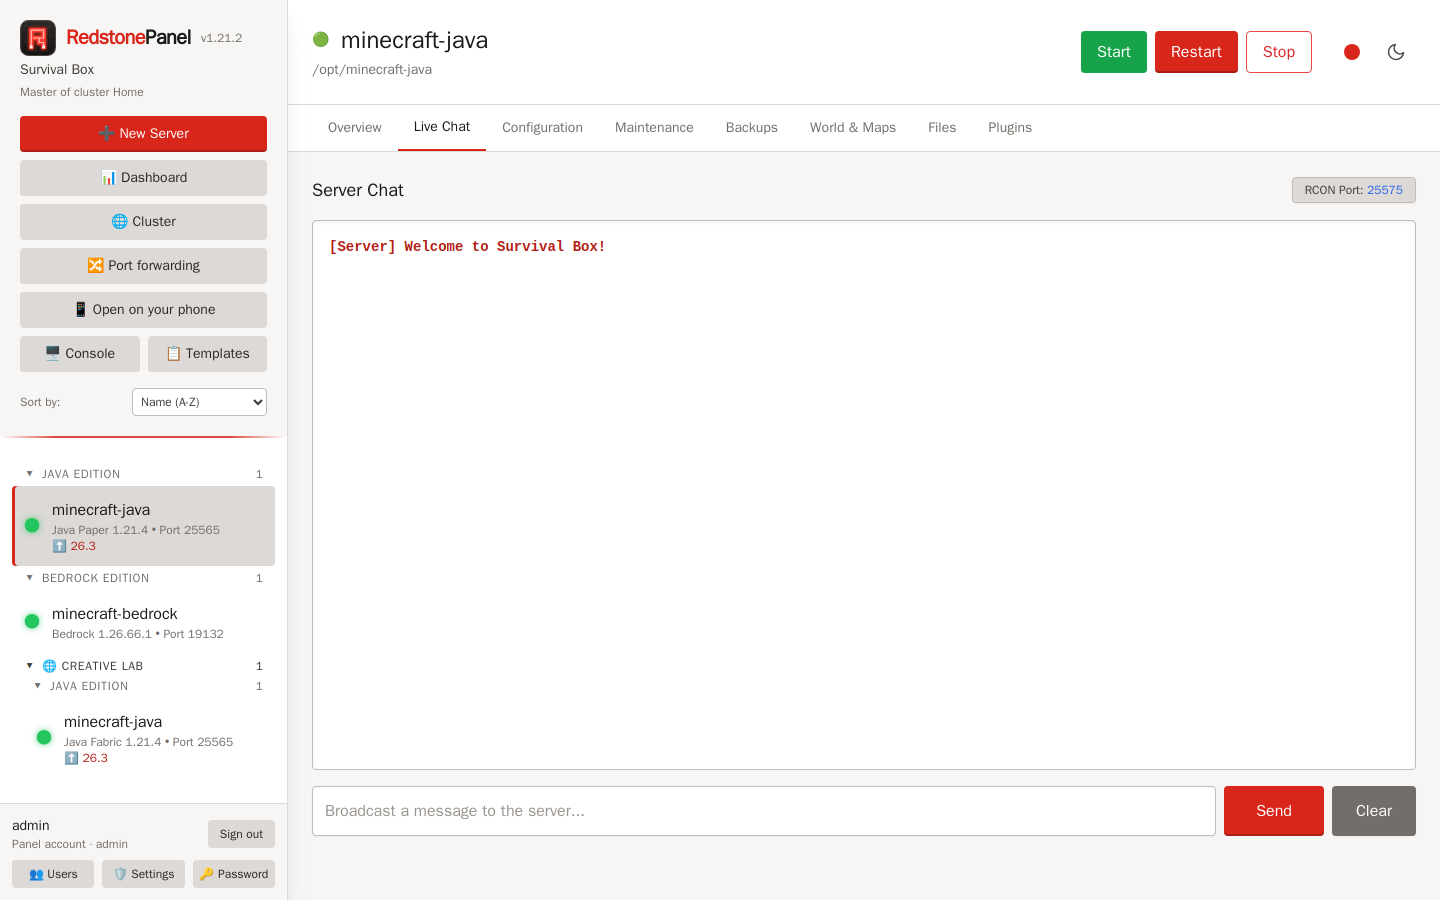 RedstonePanel v1.21.2
Survival Box
Master of cluster Home
➕ New Server
📊 Dashboard
🌐 Cluster
🔀 Port forwarding
📱 Open on your phone
🖥️ Console
📋 Templates
Sort by:
Name (A-Z)
▼ JAVA EDITION 1
minecraft-java
Java Paper 1.21.4 • Port 25565
⬆️ 26.3
▼ BEDROCK EDITION 1
minecraft-bedrock
Bedrock 1.26.66.1 • Port 19132
▼ 🌐 CREATIVE LAB 1
▼ JAVA EDITION 1
minecraft-java
Java Fabric 1.21.4 • Port 25565
⬆️ 26.3
admin
Panel account · admin
Sign out
👥 Users
🛡️ Settings
🔑 Password
minecraft-java
/opt/minecraft-java
Start
Restart
Stop
Overview
Live Chat
Configuration
Maintenance
Backups
World & Maps
Files
Plugins
Server Chat
RCON Port: 25575
[Server] Welcome to Survival Box!
Broadcast a message to the server...
Send
Clear